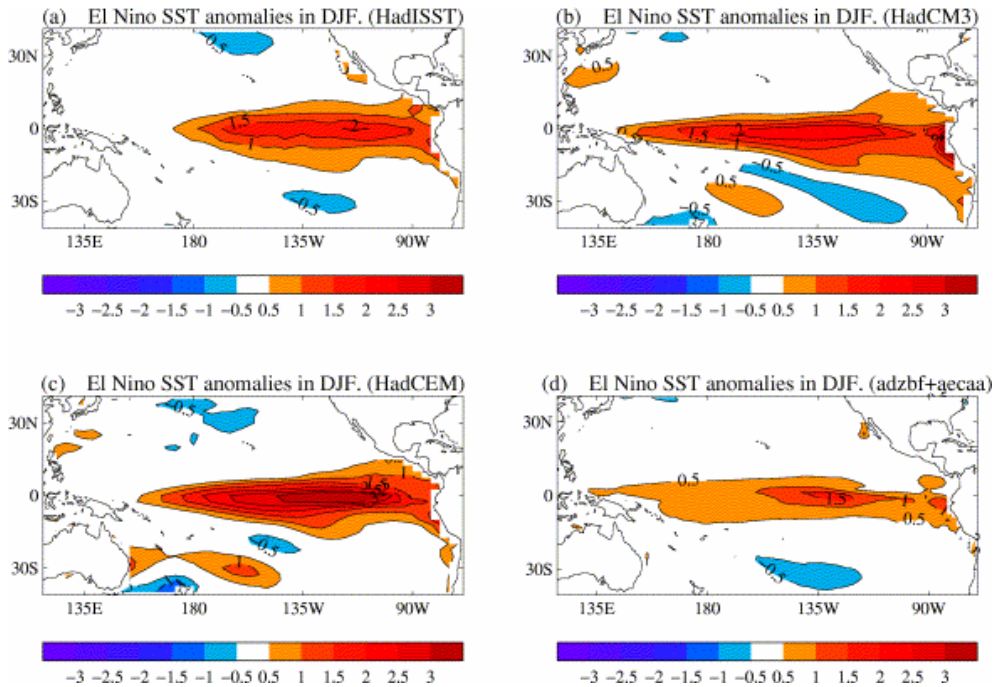 (a) El Nino SST anomalies in DJF. (HadISST)
(b) El Nino SST anomalies in DJF. (HadCM3)
30N
0
30S
-0.5
1.5
2
1
-0.5
135E 180 135W 90W
30N
0
30S
0.5
1.5
2
1
-0.5
0.5
-0.5
135E 180 135W 90W
-3 -2.5 -2 -1.5 -1 -0.5 0.5 1 1.5 2 2.5 3
-3 -2.5 -2 -1.5 -1 -0.5 0.5 1 1.5 2 2.5 3
(c) El Nino SST anomalies in DJF. (HadCEM)
(d) El Nino SST anomalies in DJF. (adzbf+aecaa)
30N
0
30S
-0.5
1
-0.5
1
135E 180 135W 90W
30N
0
30S
0.5
1.5
1
0.5
-0.5
135E 180 135W 90W
-3 -2.5 -2 -1.5 -1 -0.5 0.5 1 1.5 2 2.5 3
-3 -2.5 -2 -1.5 -1 -0.5 0.5 1 1.5 2 2.5 3